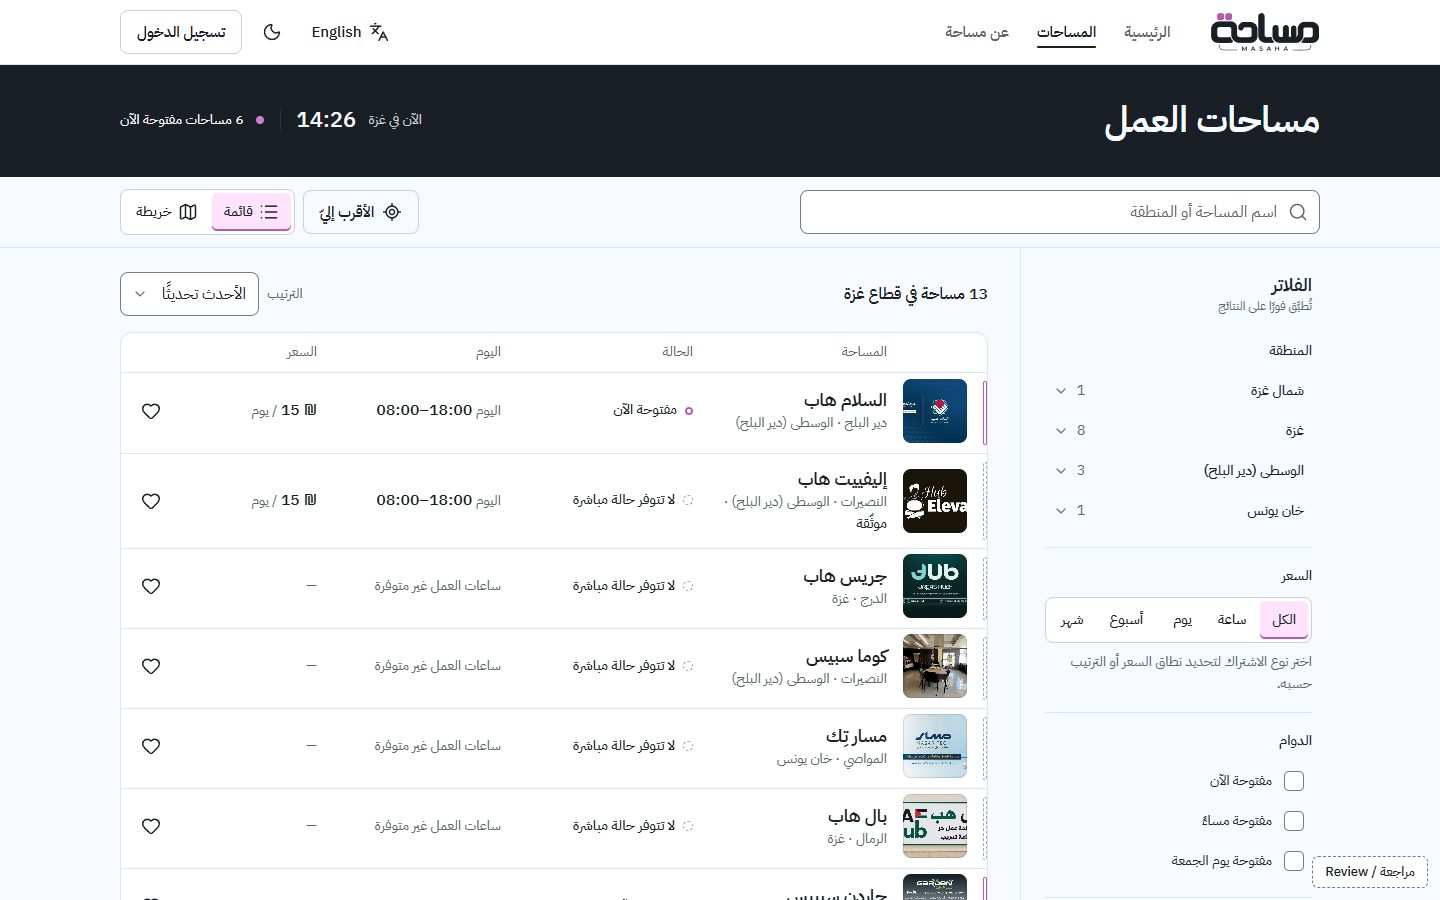 مساحة
MASAHA
الرئيسية
المساحات
عن مساحة
English
تسجيل الدخول
مساحات العمل
الآن في غزة 14:26
6 مساحات مفتوحة الآن
اسم المساحة أو المنطقة
الأقرب إليّ
قائمة
خريطة
الفلاتر
تُطبَّق فورًا على النتائج
المنطقة
شمال غزة 1
غزة 8
الوسطى (دير البلح) 3
خان يونس 1
السعر
الكل
ساعة
يوم
أسبوع
شهر
اختر نوع الاشتراك لتحديد نطاق السعر أو الترتيب
حسبه.
الدوام
مفتوحة الآن
مفتوحة مساءً
مفتوحة يوم الجمعة
13 مساحة في قطاع غزة
الترتيب
الأحدث تحديثًا
المساحة
الحالة
اليوم
السعر
السلام هاب
دير البلح · الوسطى (دير البلح)
مفتوحة الآن
اليوم 08:00–18:00
₪ 15 / يوم
Hub
Eleva
إليفييت هاب
النصيرات · الوسطى (دير البلح) ·
موثّقة
لا تتوفر حالة مباشرة
اليوم 08:00–18:00
₪ 15 / يوم
جريس هاب
الدرج · غزة
لا تتوفر حالة مباشرة
ساعات العمل غير متوفرة
—
كوما سبيس
النصيرات · الوسطى (دير البلح)
لا تتوفر حالة مباشرة
ساعات العمل غير متوفرة
—
مسار
مسار تِك
المواصي · خان يونس
لا تتوفر حالة مباشرة
ساعات العمل غير متوفرة
—
بال هاب
الرمال · غزة
لا تتوفر حالة مباشرة
ساعات العمل غير متوفرة
—
جاردن سبيس
مراجعة / Review